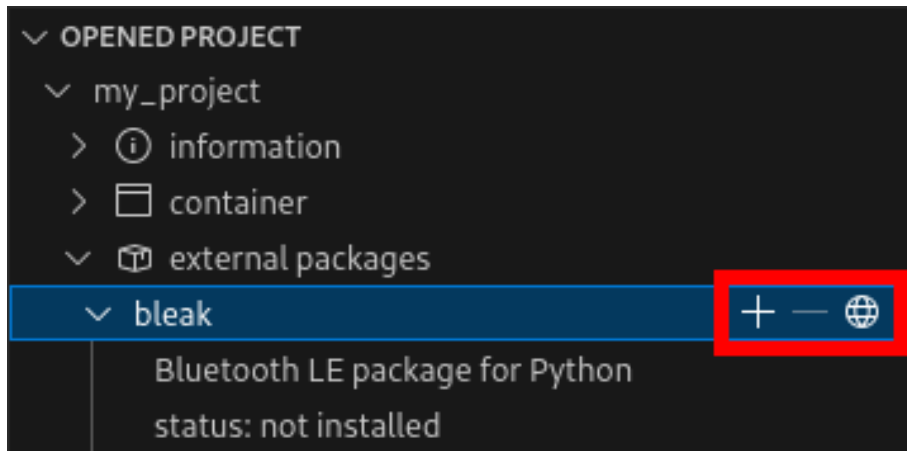 OPENED PROJECT
my_project
information
container
external packages
bleak
Bluetooth LE package for Python
status: not installed